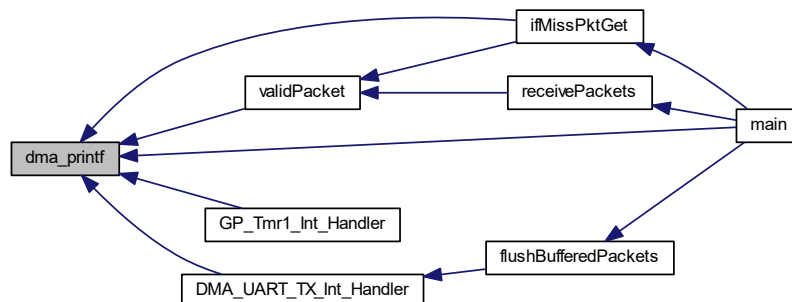 ifMissPktGet
validPacket
receivePackets
main
dma_printf
GP_Tmr1_Int_Handler
flushBufferedPackets
DMA_UART_TX_Int_Handler